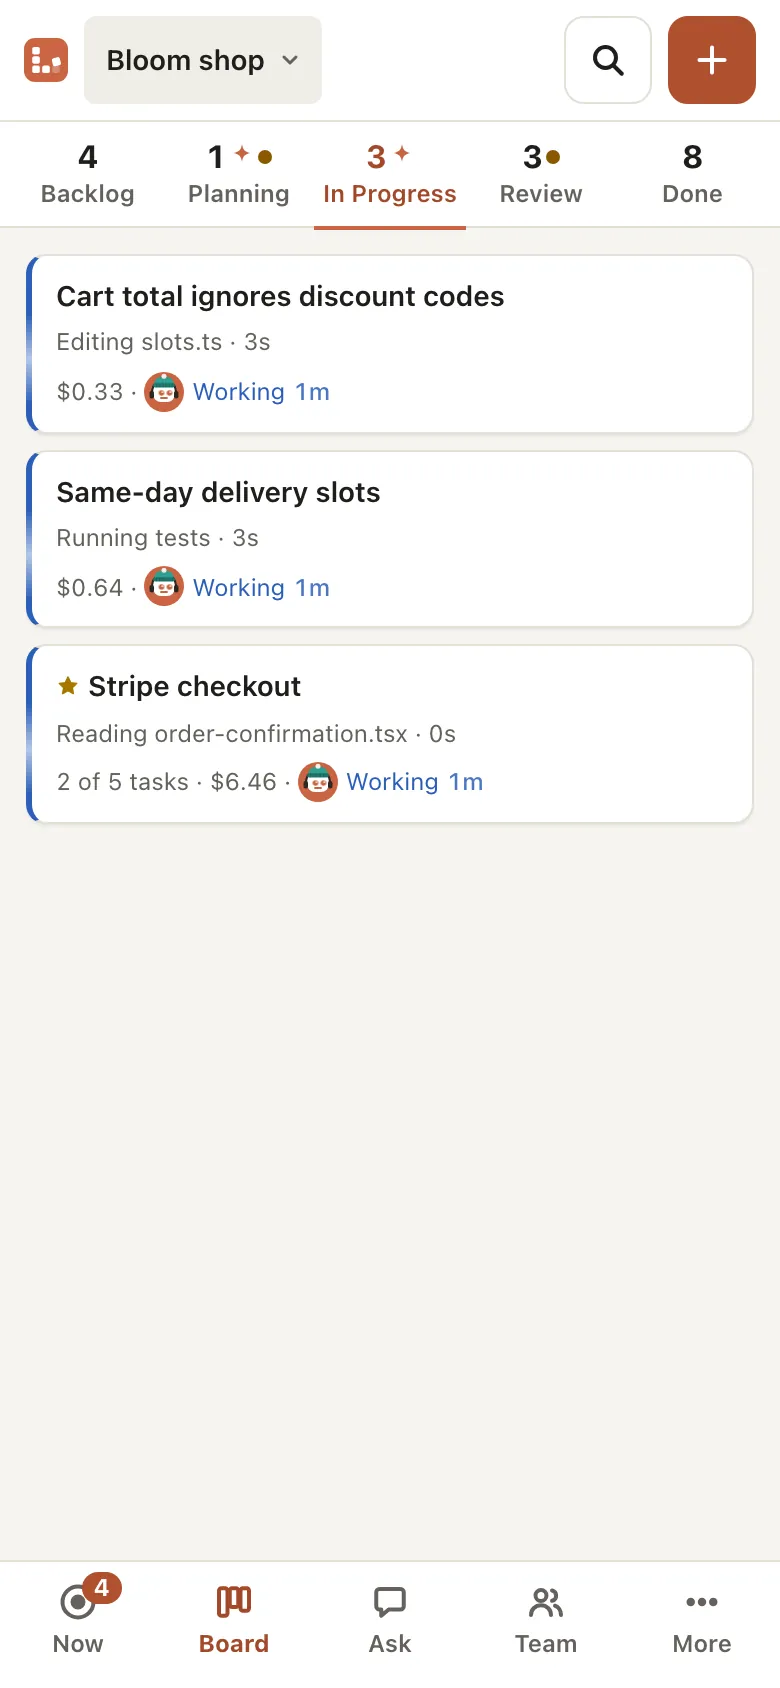 Bloom shop
4
Backlog
1
Planning
3
In Progress
3
Review
8
Done
Cart total ignores discount codes
Editing slots.ts · 3s
$0.33 · Working 1m
Same-day delivery slots
Running tests · 3s
$0.64 · Working 1m
Stripe checkout
Reading order-confirmation.tsx · 0s
2 of 5 tasks · $6.46 · Working 1m
4
Now
Board
Ask
Team
More